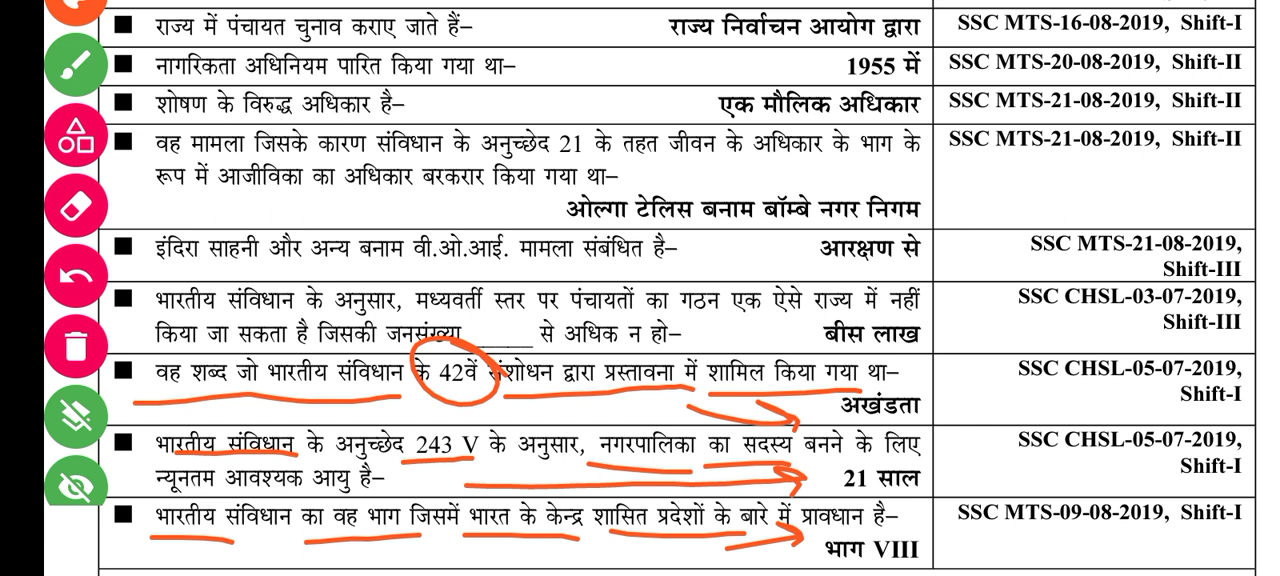 ■ राज्य में पंचायत चुनाव कराए जाते हैं– राज्य निर्वाचन आयोग द्वारा SSC MTS-16-08-2019, Shift-I
■ नागरिकता अधिनियम पारित किया गया था– 1955 में SSC MTS-20-08-2019, Shift-II
■ शोषण के विरुद्ध अधिकार है– एक मौलिक अधिकार SSC MTS-21-08-2019, Shift-II
■ वह मामला जिसके कारण संविधान के अनुच्छेद 21 के तहत जीवन के अधिकार के भाग के SSC MTS-21-08-2019, Shift-II
रूप में आजीविका का अधिकार बरकरार किया गया था–
ओल्गा टेलिस बनाम बॉम्बे नगर निगम
■ इंदिरा साहनी और अन्य बनाम वी.ओ.आई. मामला संबंधित है– आरक्षण से SSC MTS-21-08-2019,
Shift-III
■ भारतीय संविधान के अनुसार, मध्यवर्ती स्तर पर पंचायतों का गठन एक ऐसे राज्य में नहीं SSC CHSL-03-07-2019,
किया जा सकता है जिसकी जनसंख्या ______ से अधिक न हो– बीस लाख Shift-III
■ वह शब्द जो भारतीय संविधान के 42वें संशोधन द्वारा प्रस्तावना में शामिल किया गया था– SSC CHSL-05-07-2019,
अखंडता Shift-I
■ भारतीय संविधान के अनुच्छेद 243 V के अनुसार, नगरपालिका का सदस्य बनने के लिए SSC CHSL-05-07-2019,
न्यूनतम आवश्यक आयु है– 21 साल Shift-I
■ भारतीय संविधान का वह भाग जिसमें भारत के केन्द्र शासित प्रदेशों के बारे में प्रावधान है– SSC MTS-09-08-2019, Shift-I
भाग VIII